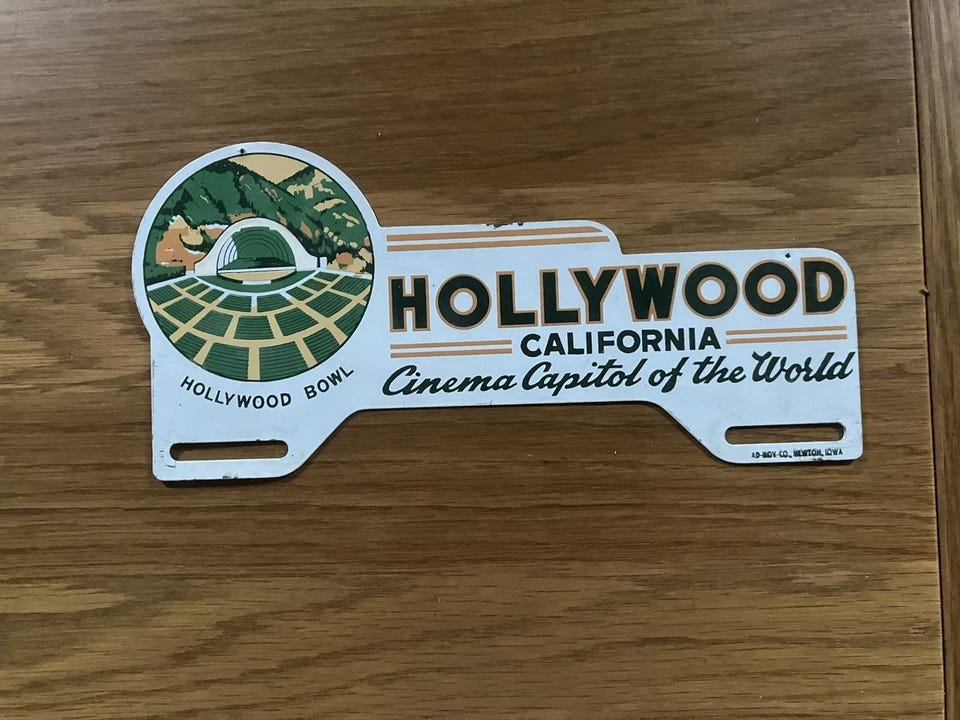 HOLLYWOOD
CALIFORNIA
Cinema Capitol of the World
HOLLYWOOD BOWL
AD-NOV-CO., NEWTON, IOWA